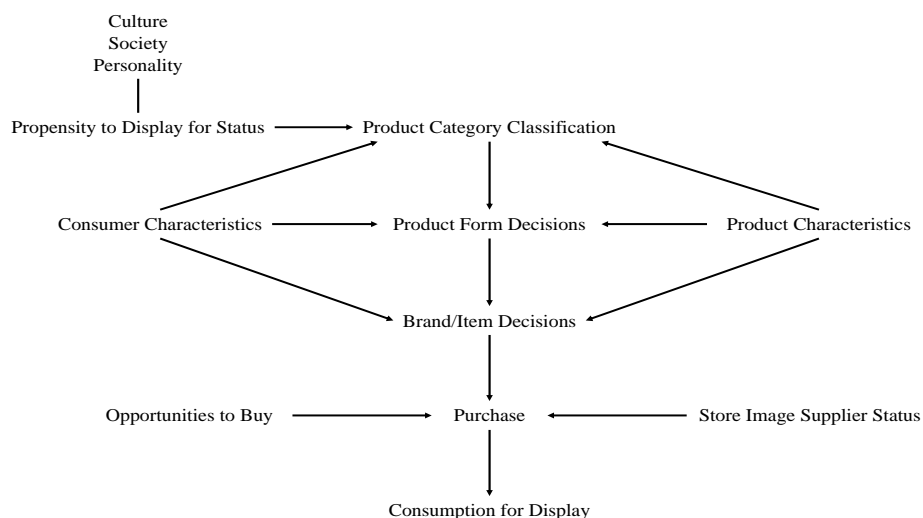 Culture
Society
Personality
Propensity to Display for Status
Product Category Classification
Consumer Characteristics
Product Form Decisions
Product Characteristics
Brand/Item Decisions
Opportunities to Buy
Purchase
Store Image Supplier Status
Consumption for Display